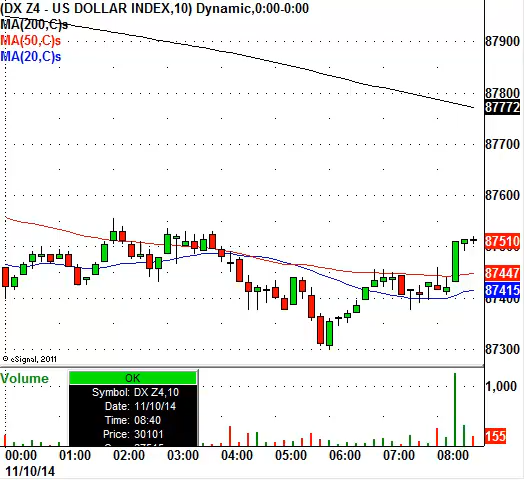 (DX Z4 - US DOLLAR INDEX,10) Dynamic,0:00-0:00
MA(200,C)s
MA(50,C)s
MA(20,C)s
87900
87800
87772
87700
87600
87510
87447
87415
87400
87300
© eSignal, 2011
Volume
OK
Symbol: DX Z4,10
Date: 11/10/14
Time: 08:40
Price: 30101
1,000
155
00:00 01:00 02:00 03:00 04:00 05:00 06:00 07:00 08:00
11/10/14